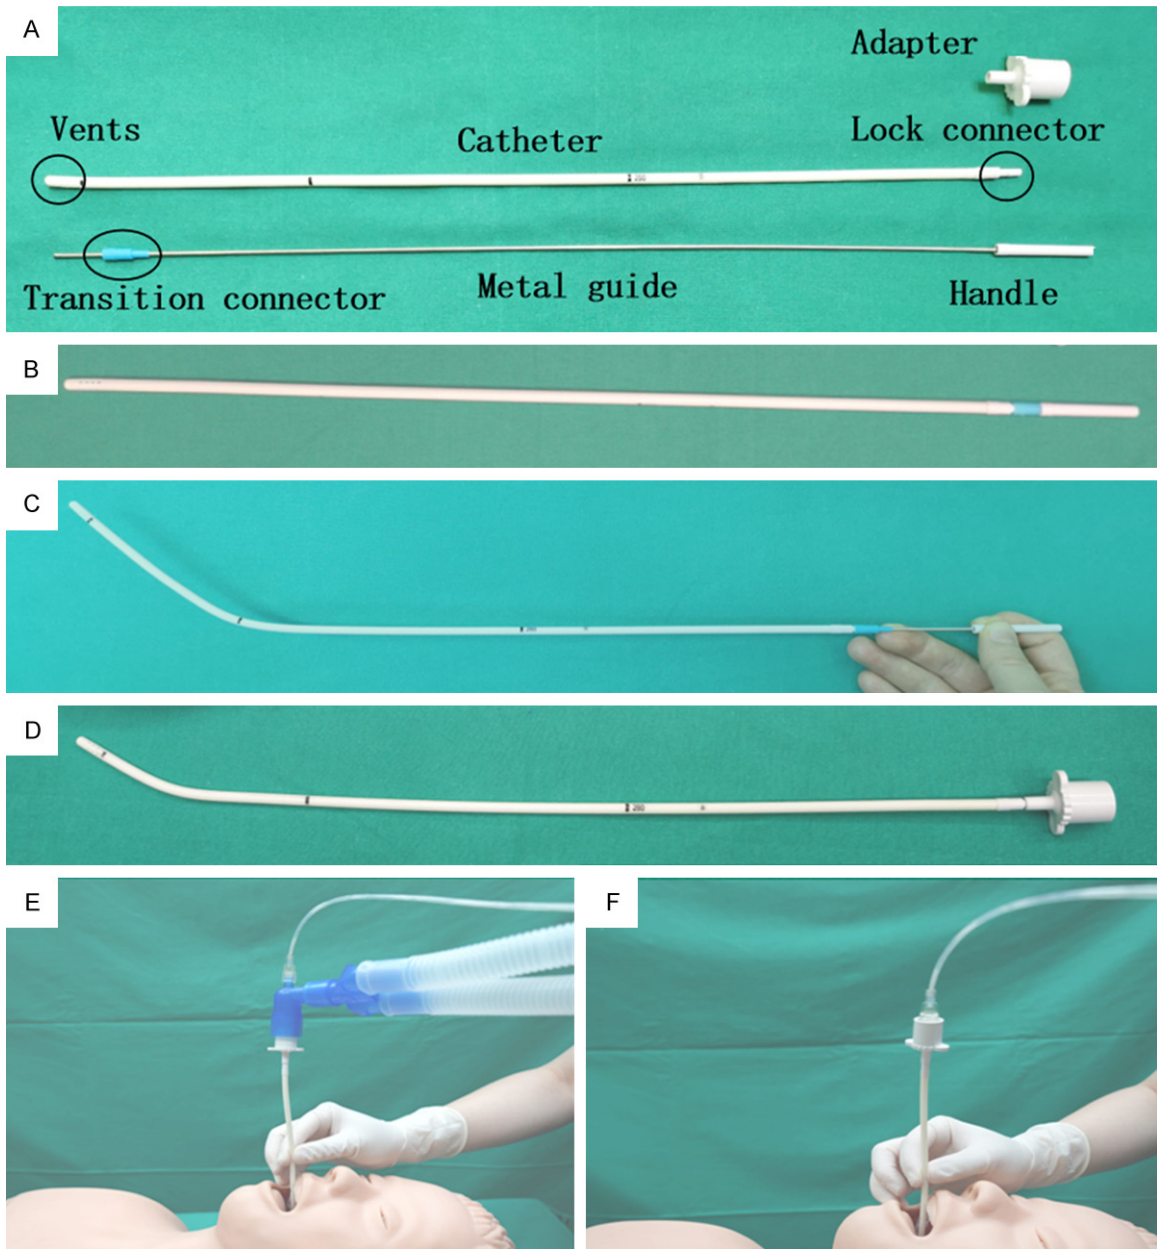 A
Adapter
Vents
Catheter
Lock connector
Transition connector
Metal guide
Handle
B
C
D
E
F